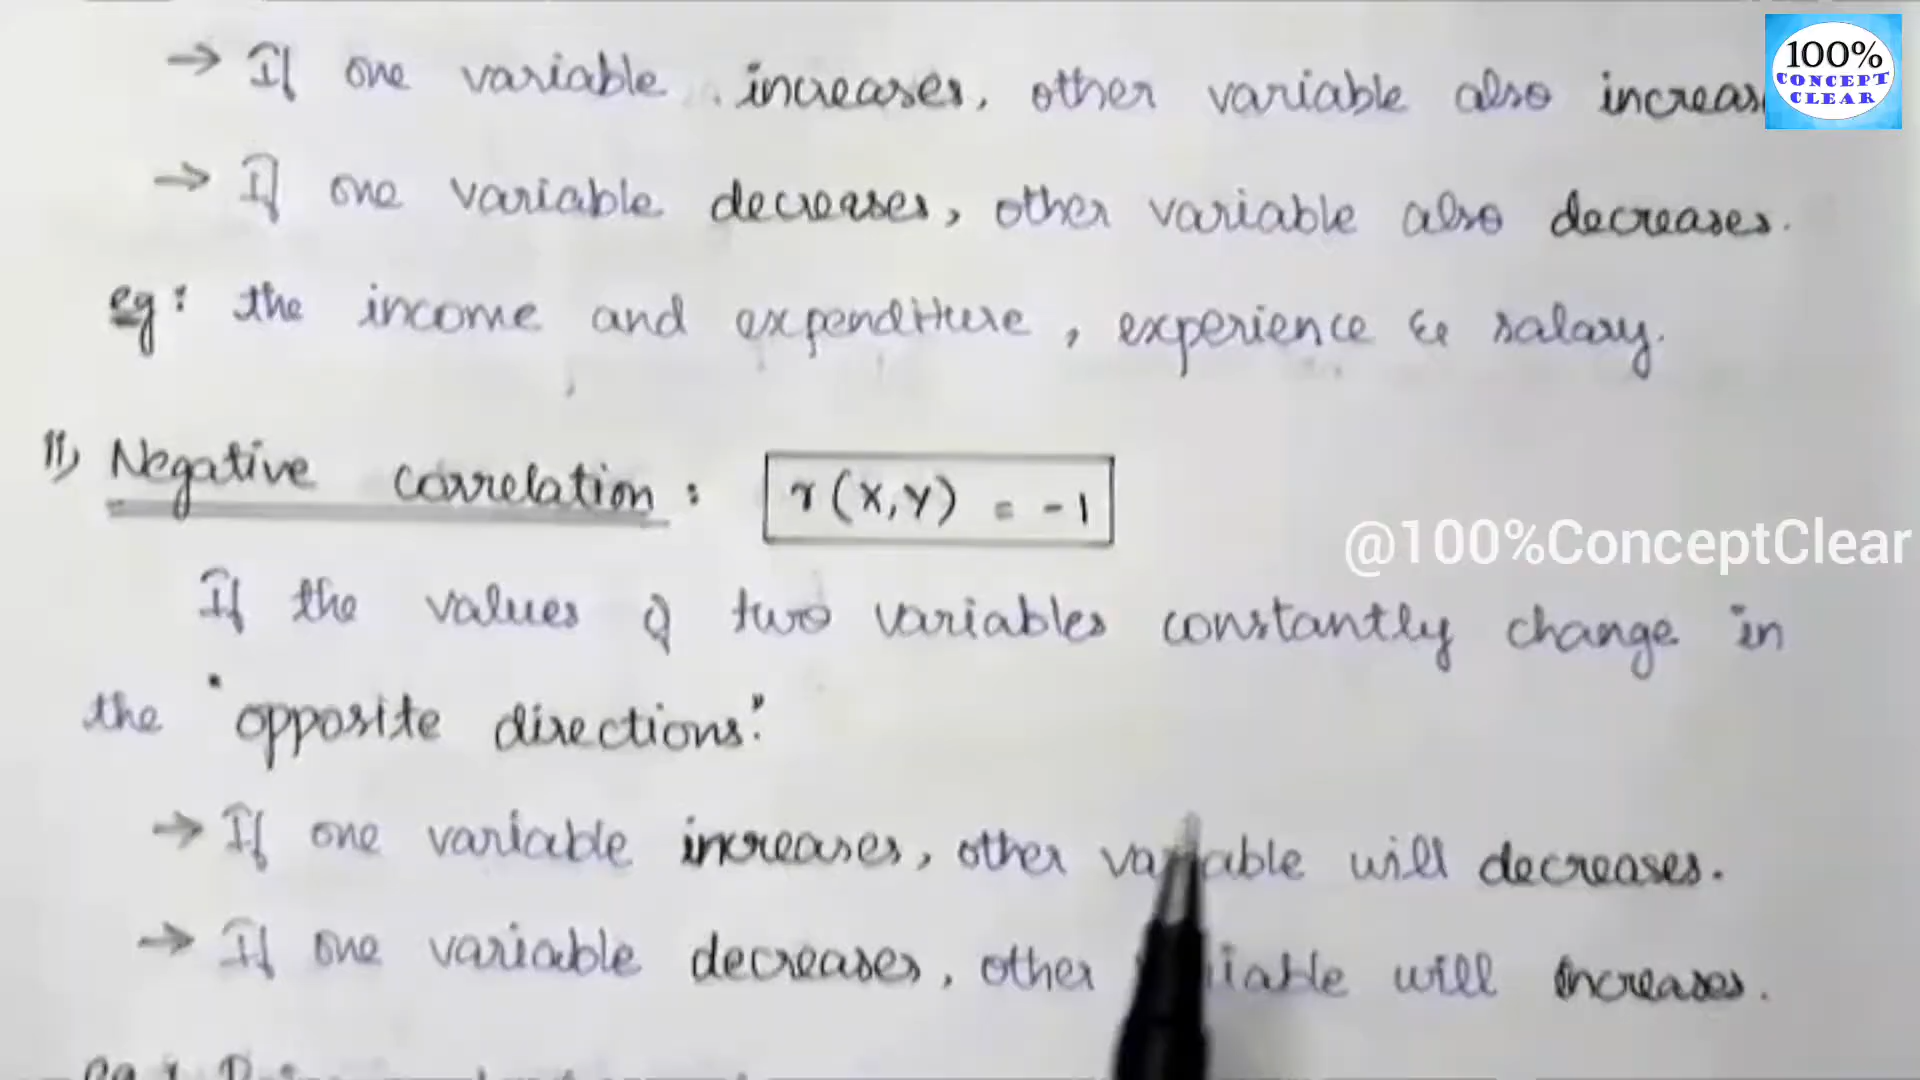 → If one variable increases, other variable also increas
100%
CONCEPT
CLEAR
→ If one variable decreases, other variable also decreases.
eg: the income and expenditure, experience & salary.
ii) Negative correlation: r(X,Y) = -1
@100%ConceptClear
If the values of two variables constantly change in
the "opposite directions."
→ If one variable increases, other variable will decreases.
→ If one variable decreases, other iable will increases.